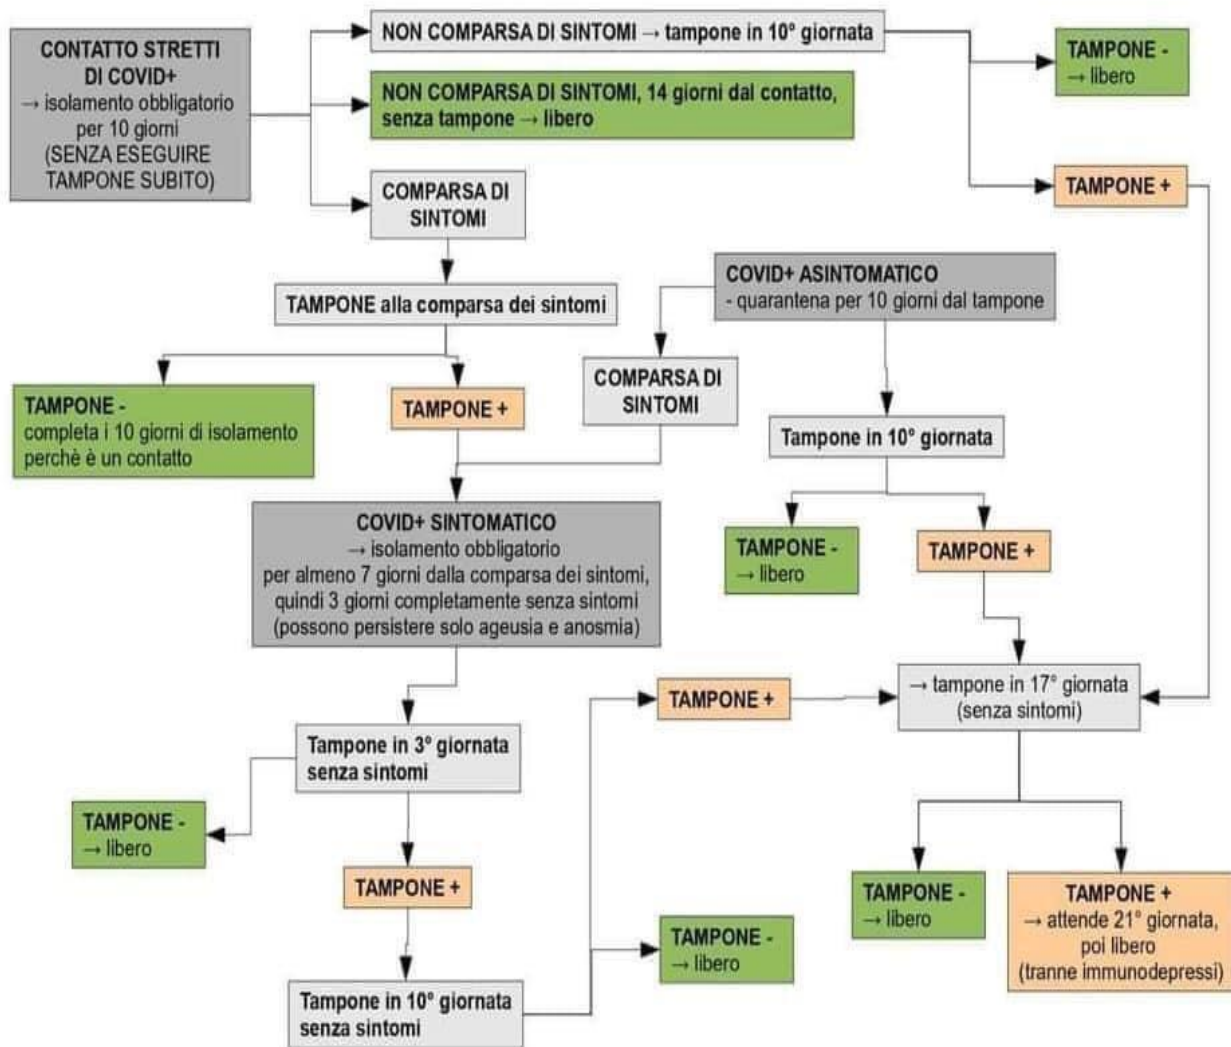 CONTATTO STRETTI
DI COVID+
→ isolamento obbligatorio
per 10 giorni
(SENZA ESEGUIRE
TAMPONE SUBITO)
NON COMPARSA DI SINTOMI → tampone in 10° giornata
TAMPONE -
→ libero
NON COMPARSA DI SINTOMI, 14 giorni dal contatto,
senza tampone → libero
TAMPONE +
COMPARSA DI
SINTOMI
COVID+ ASINTOMATICO
- quarantena per 10 giorni dal tampone
TAMPONE alla comparsa dei sintomi
TAMPONE -
completa i 10 giorni di isolamento
perchè è un contatto
TAMPONE +
COMPARSA DI
SINTOMI
Tampone in 10° giornata
COVID+ SINTOMATICO
→ isolamento obbligatorio
per almeno 7 giorni dalla comparsa dei sintomi,
quindi 3 giorni completamente senza sintomi
(possono persistere solo ageusia e anosmia)
TAMPONE -
→ libero
TAMPONE +
TAMPONE +
→ tampone in 17° giornata
(senza sintomi)
Tampone in 3° giornata
senza sintomi
TAMPONE -
→ libero
TAMPONE +
TAMPONE -
→ libero
TAMPONE -
→ libero
TAMPONE +
→ attende 21° giornata,
poi libero
(tranne immunodepressi)
Tampone in 10° giornata
senza sintomi